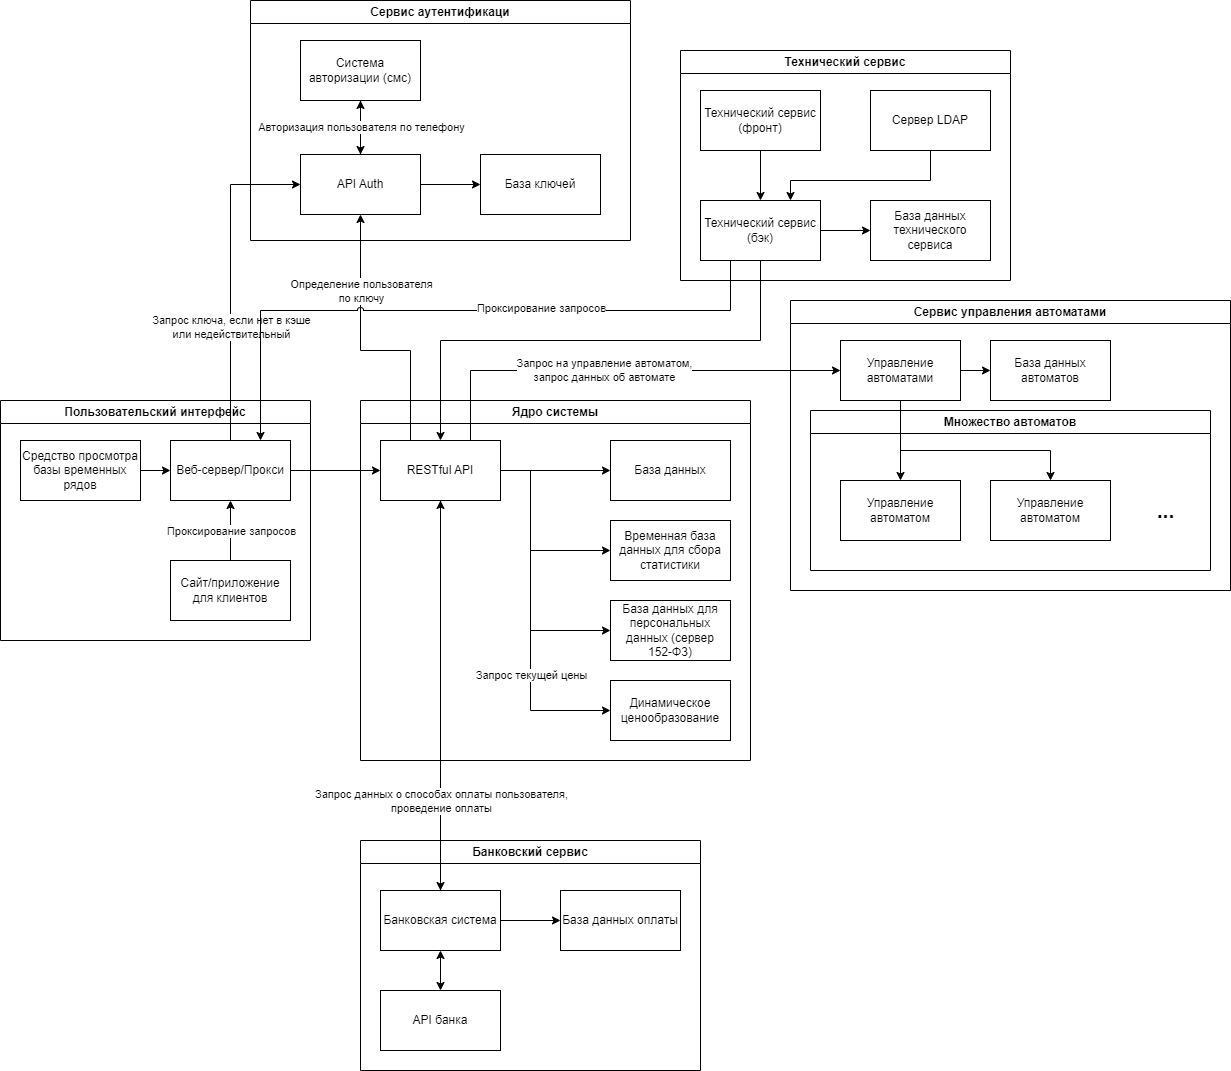 Сервис аутентификаци
Система
авторизации (смс)
Авторизация пользователя по телефону
API Auth
База ключей
Технический сервис
Технический сервис
(фронт)
Сервер LDAP
Технический сервис
(бэк)
База данных
технического
сервиса
Определение пользователя
по ключу
Проксирование запросов
Запрос ключа, если нет в кэше
или недействительный
Сервис управления автоматами
Управление
автоматами
База данных
автоматов
Множество автоматов
Управление
автоматом
Управление
автоматом
...
Запрос на управление автоматом,
запрос данных об автомате
Пользовательский интерфейс
Средство просмотра
базы временных
рядов
Веб-сервер/Прокси
Проксирование запросов
Сайт/приложение
для клиентов
Ядро системы
RESTful API
База данных
Временная база
данных для сбора
статистики
База данных для
персональных
данных (сервер
152-ФЗ)
Запрос текущей цены
Динамическое
ценообразование
Запрос данных о способах оплаты пользователя,
проведение оплаты
Банковский сервис
Банковская система
База данных оплаты
API банка